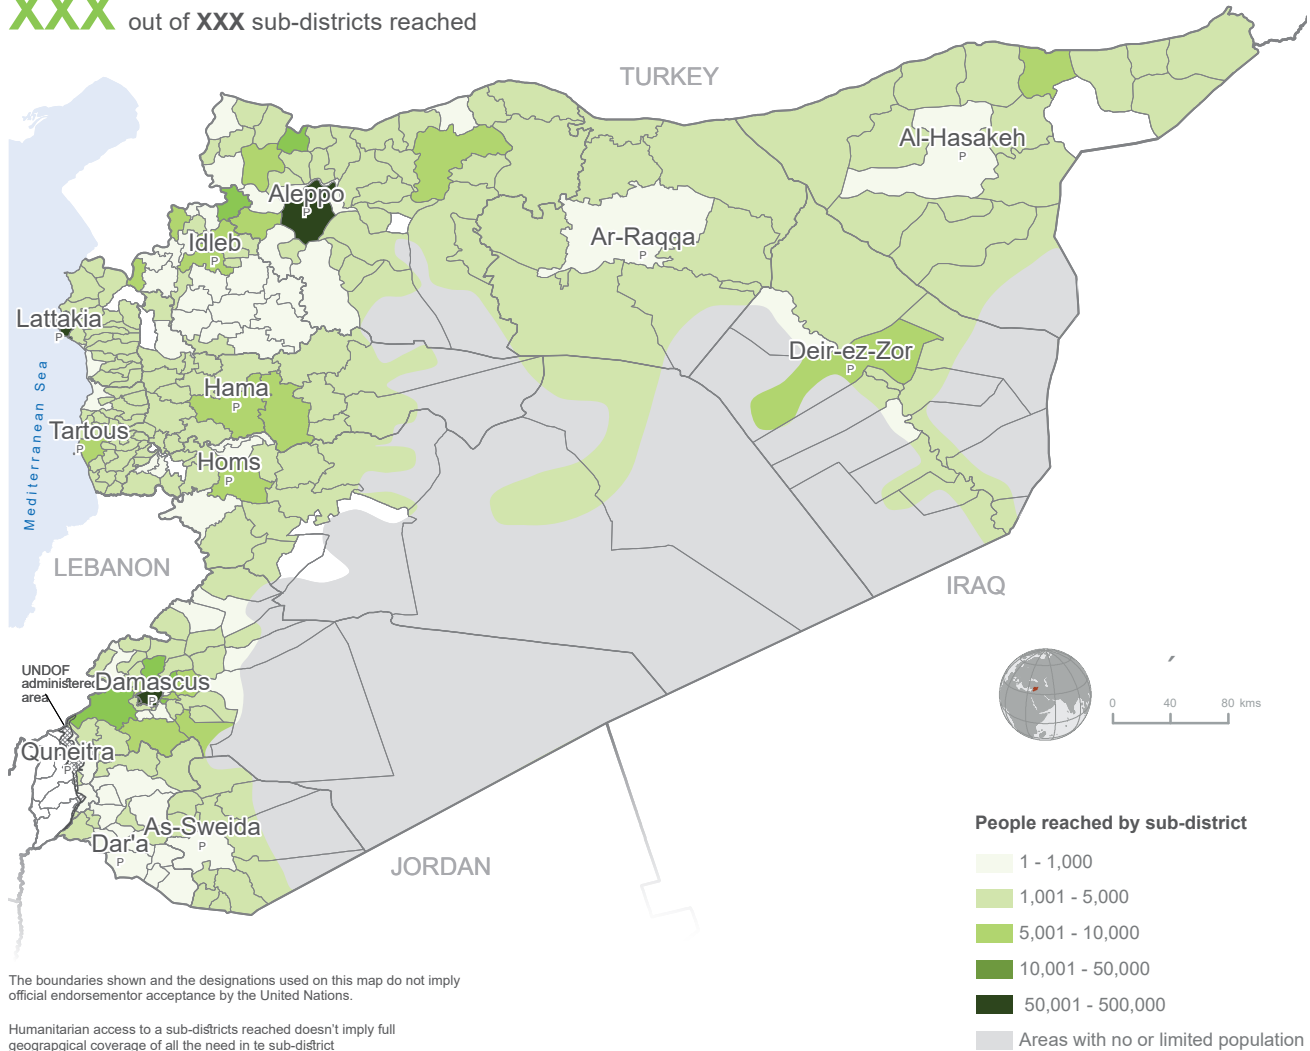 XXX out of XXX sub-districts reached
TURKEY
Al-Hasakeh
P
Aleppo
P
Ar-Raqqa
P
Idleb
P
Lattakia
P
Deir-ez-Zor
P
Hama
P
Tartous
P
Homs
P
Mediterranean Sea
LEBANON
IRAQ
UNDOF
administered
area
Damascus
P
Quneitra
P
As-Sweida
P
Dar'a
P
JORDAN
0 40 80 kms
People reached by sub-district
1 - 1,000
1,001 - 5,000
5,001 - 10,000
10,001 - 50,000
50,001 - 500,000
Areas with no or limited population
The boundaries shown and the designations used on this map do not imply
official endorsementor acceptance by the United Nations.
Humanitarian access to a sub-districts reached doesn't imply full
geograpgical coverage of all the need in te sub-district